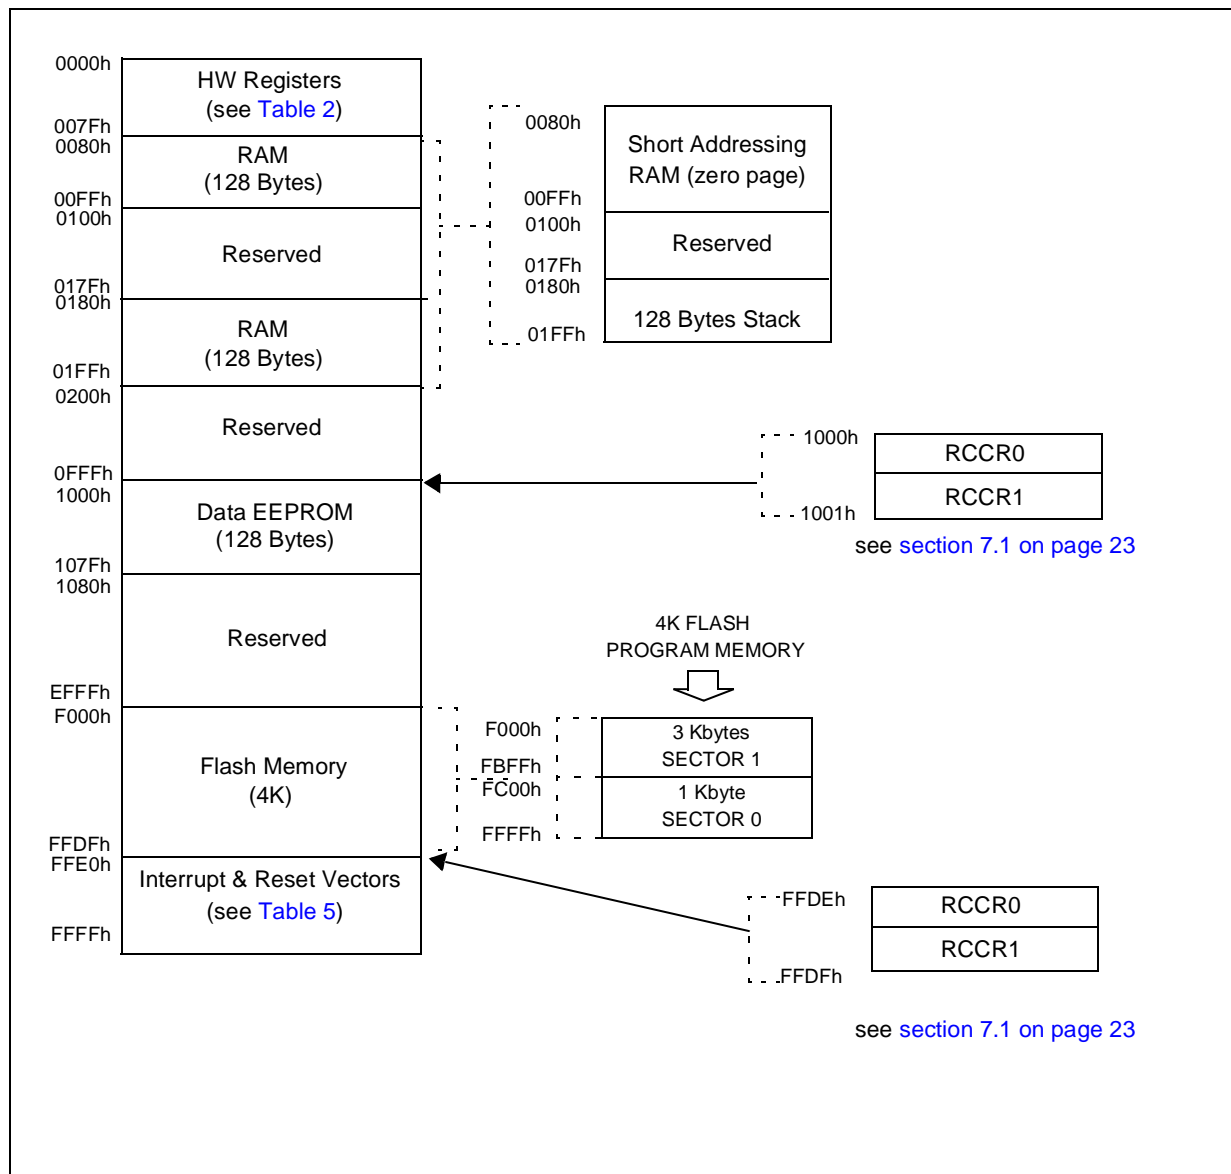 0000h
HW Registers
(see Table 2)
007Fh
0080h
RAM
(128 Bytes)
00FFh
0100h
Reserved
017Fh
0180h
RAM
(128 Bytes)
01FFh
0200h
Reserved
0FFFh
1000h
Data EEPROM
(128 Bytes)
107Fh
1080h
Reserved
EFFFh
F000h
Flash Memory
(4K)
FFDFh
FFE0h
Interrupt & Reset Vectors
(see Table 5)
FFFFh
0080h
Short Addressing
RAM (zero page)
00FFh
0100h
Reserved
017Fh
0180h
128 Bytes Stack
01FFh
1000h
RCCR0
RCCR1
1001h
see section 7.1 on page 23
4K FLASH
PROGRAM MEMORY
F000h
3 Kbytes
SECTOR 1
FBFFh
FC00h
1 Kbyte
SECTOR 0
FFFFh
FFDEh
RCCR0
RCCR1
FFDFh
see section 7.1 on page 23